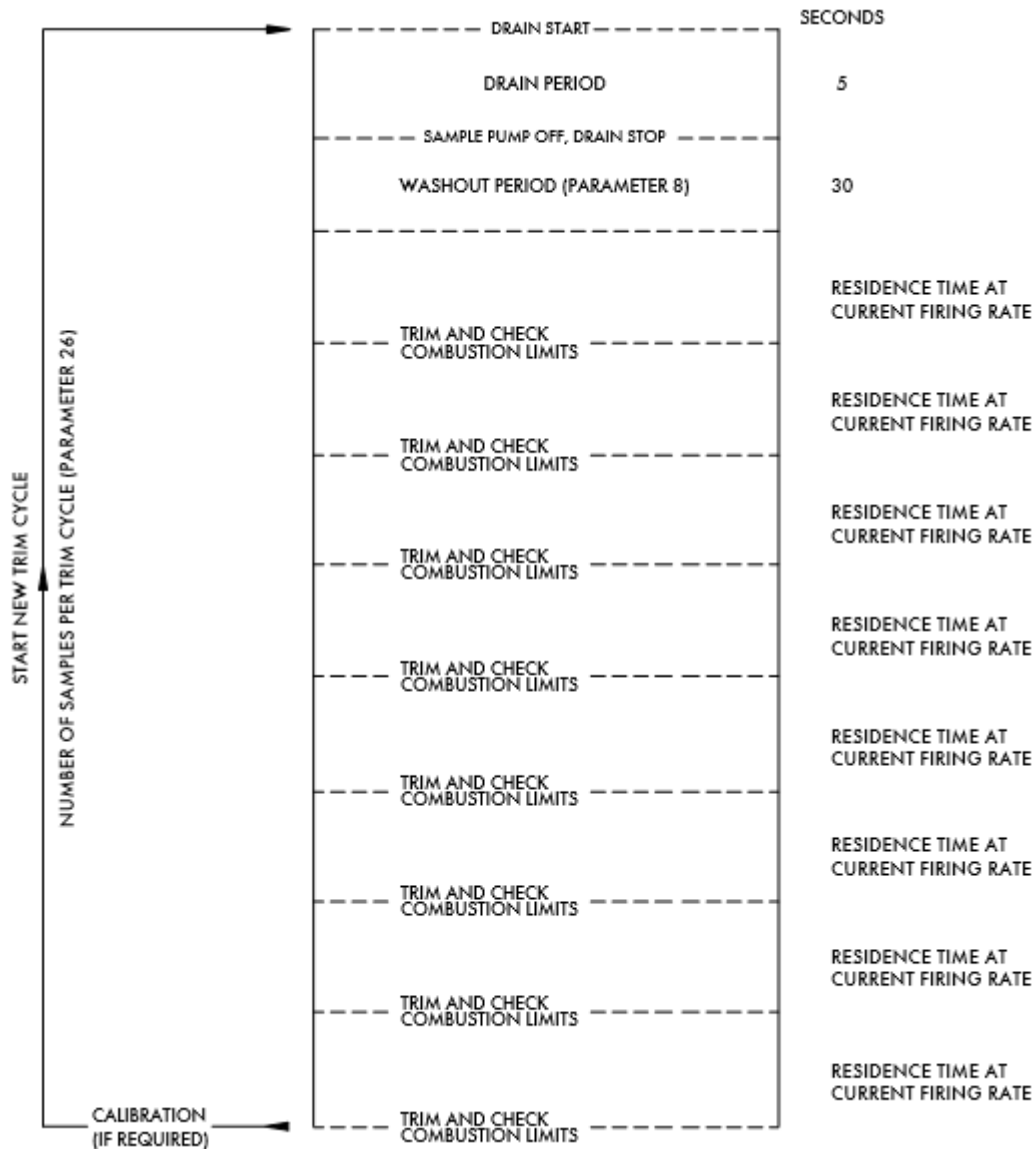 SECONDS
DRAIN START
DRAIN PERIOD
5
SAMPLE PUMP OFF, DRAIN STOP
WASHOUT PERIOD (PARAMETER 8)
30
RESIDENCE TIME AT
CURRENT FIRING RATE
TRIM AND CHECK
COMBUSTION LIMITS
RESIDENCE TIME AT
CURRENT FIRING RATE
TRIM AND CHECK
COMBUSTION LIMITS
RESIDENCE TIME AT
CURRENT FIRING RATE
TRIM AND CHECK
COMBUSTION LIMITS
RESIDENCE TIME AT
CURRENT FIRING RATE
TRIM AND CHECK
COMBUSTION LIMITS
RESIDENCE TIME AT
CURRENT FIRING RATE
TRIM AND CHECK
COMBUSTION LIMITS
RESIDENCE TIME AT
CURRENT FIRING RATE
TRIM AND CHECK
COMBUSTION LIMITS
RESIDENCE TIME AT
CURRENT FIRING RATE
TRIM AND CHECK
COMBUSTION LIMITS
RESIDENCE TIME AT
CURRENT FIRING RATE
TRIM AND CHECK
COMBUSTION LIMITS
CALIBRATION
(IF REQUIRED)
START NEW TRIM CYCLE
NUMBER OF SAMPLES PER TRIM CYCLE (PARAMETER 26)